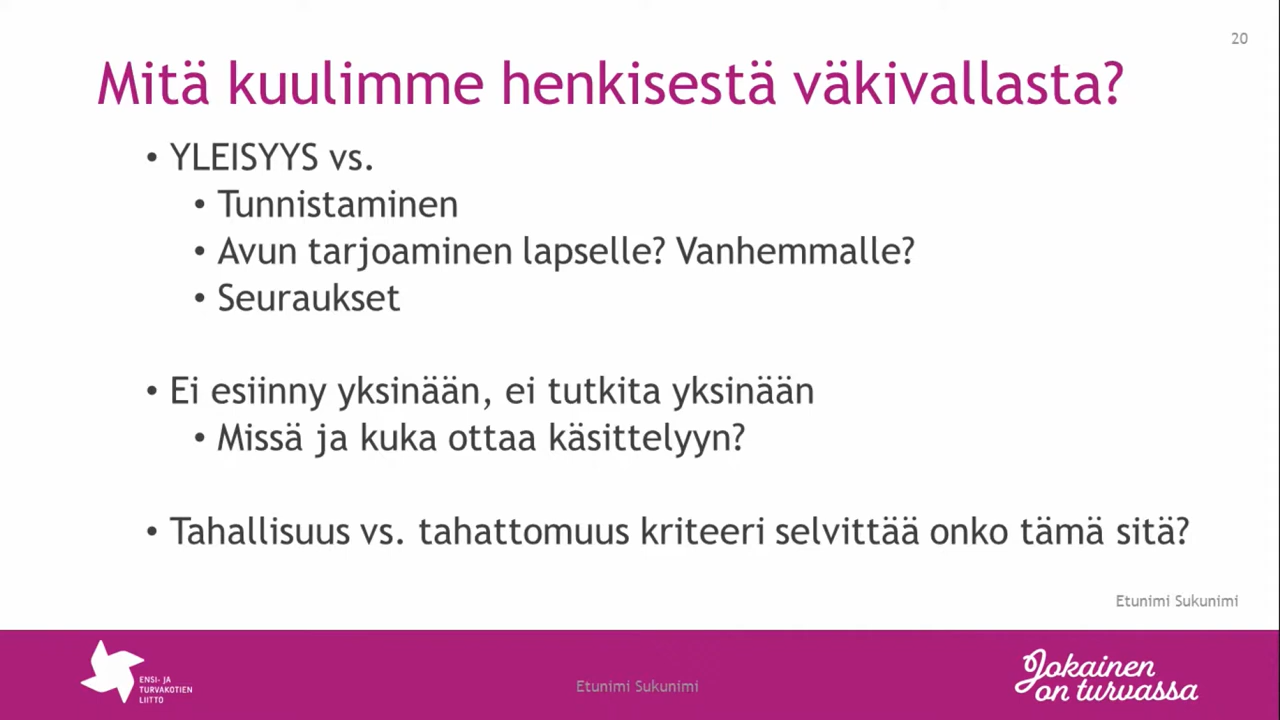 20
Mitä kuulimme henkisestä väkivallasta?
• YLEISYYS vs.
• Tunnistaminen
• Avun tarjoaminen lapselle? Vanhemmalle?
• Seuraukset
• Ei esiinny yksinään, ei tutkita yksinään
• Missä ja kuka ottaa käsittelyyn?
• Tahallisuus vs. tahattomuus kriteeri selvittää onko tämä sitä?
Etunimi Sukunimi
ENSI- JA
TURVAKOTIEN
LIITTO
Etunimi Sukunimi
Jokainen
on turvassa